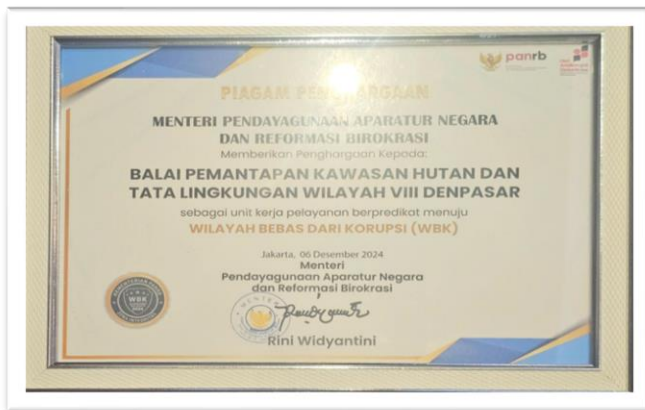 panrb
PIAGAM PENGHARGAAN
MENTERI PENDAYAGUNAAN APARATUR NEGARA
DAN REFORMASI BIROKRASI
Memberikan Penghargaan Kepada:
BALAI PEMANTAPAN KAWASAN HUTAN DAN
TATA LINGKUNGAN WILAYAH VIII DENPASAR
sebagai unit kerja pelayanan berpredikat menuju
WILAYAH BEBAS DARI KORUPSI (WBK)
Jakarta, 06 Desember 2024
Menteri
Pendayagunaan Aparatur Negara
dan Reformasi Birokrasi
WBK
MENTERI
Rini Widyantini